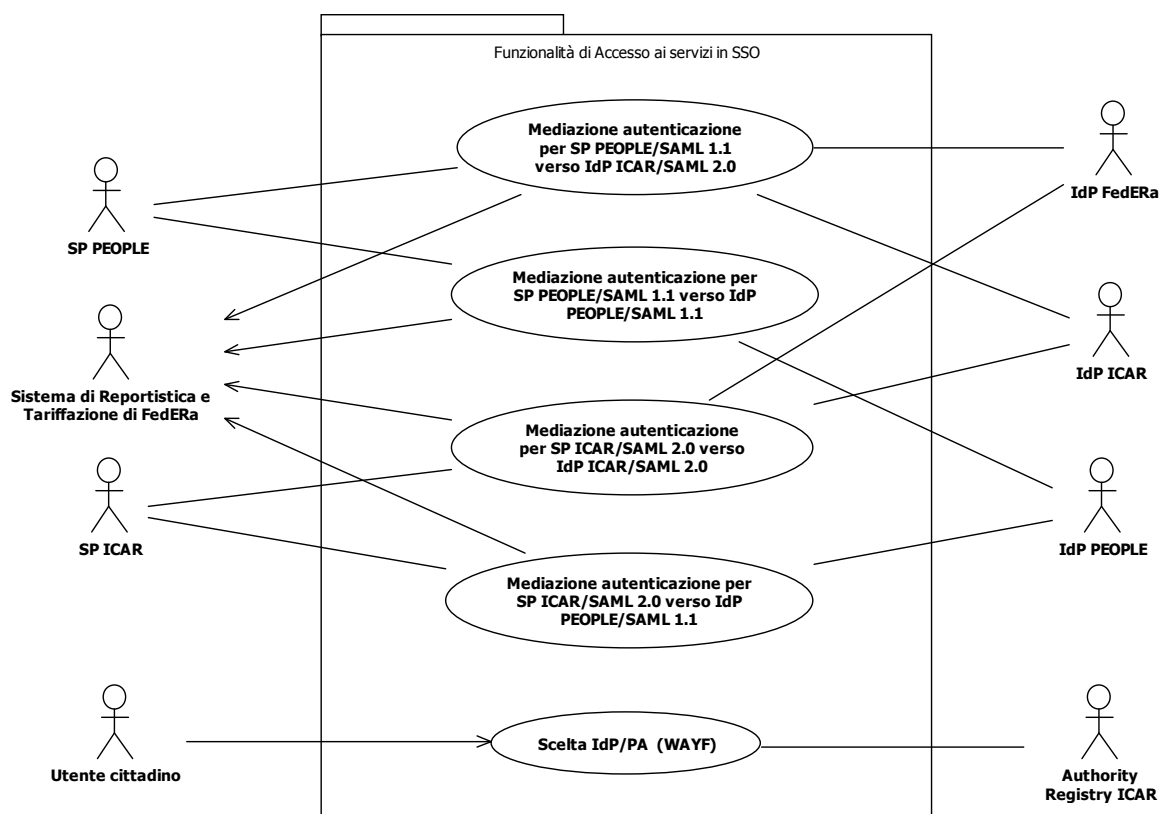 Funzionalità di Accesso ai servizi in SSO
Mediazione autenticazione
per SP PEOPLE/SAML 1.1
verso IdP ICAR/SAML 2.0
IdP FedERa
SP PEOPLE
Mediazione autenticazione per
SP PEOPLE/SAML 1.1 verso IdP
PEOPLE/SAML 1.1
IdP ICAR
Sistema di Reportistica e
Tariffazione di FedERa
Mediazione autenticazione
per SP ICAR/SAML 2.0 verso
IdP ICAR/SAML 2.0
SP ICAR
IdP PEOPLE
Mediazione autenticazione per
SP ICAR/SAML 2.0 verso IdP
PEOPLE/SAML 1.1
Scelta IdP/PA (WAYF)
Utente cittadino
Authority
Registry ICAR